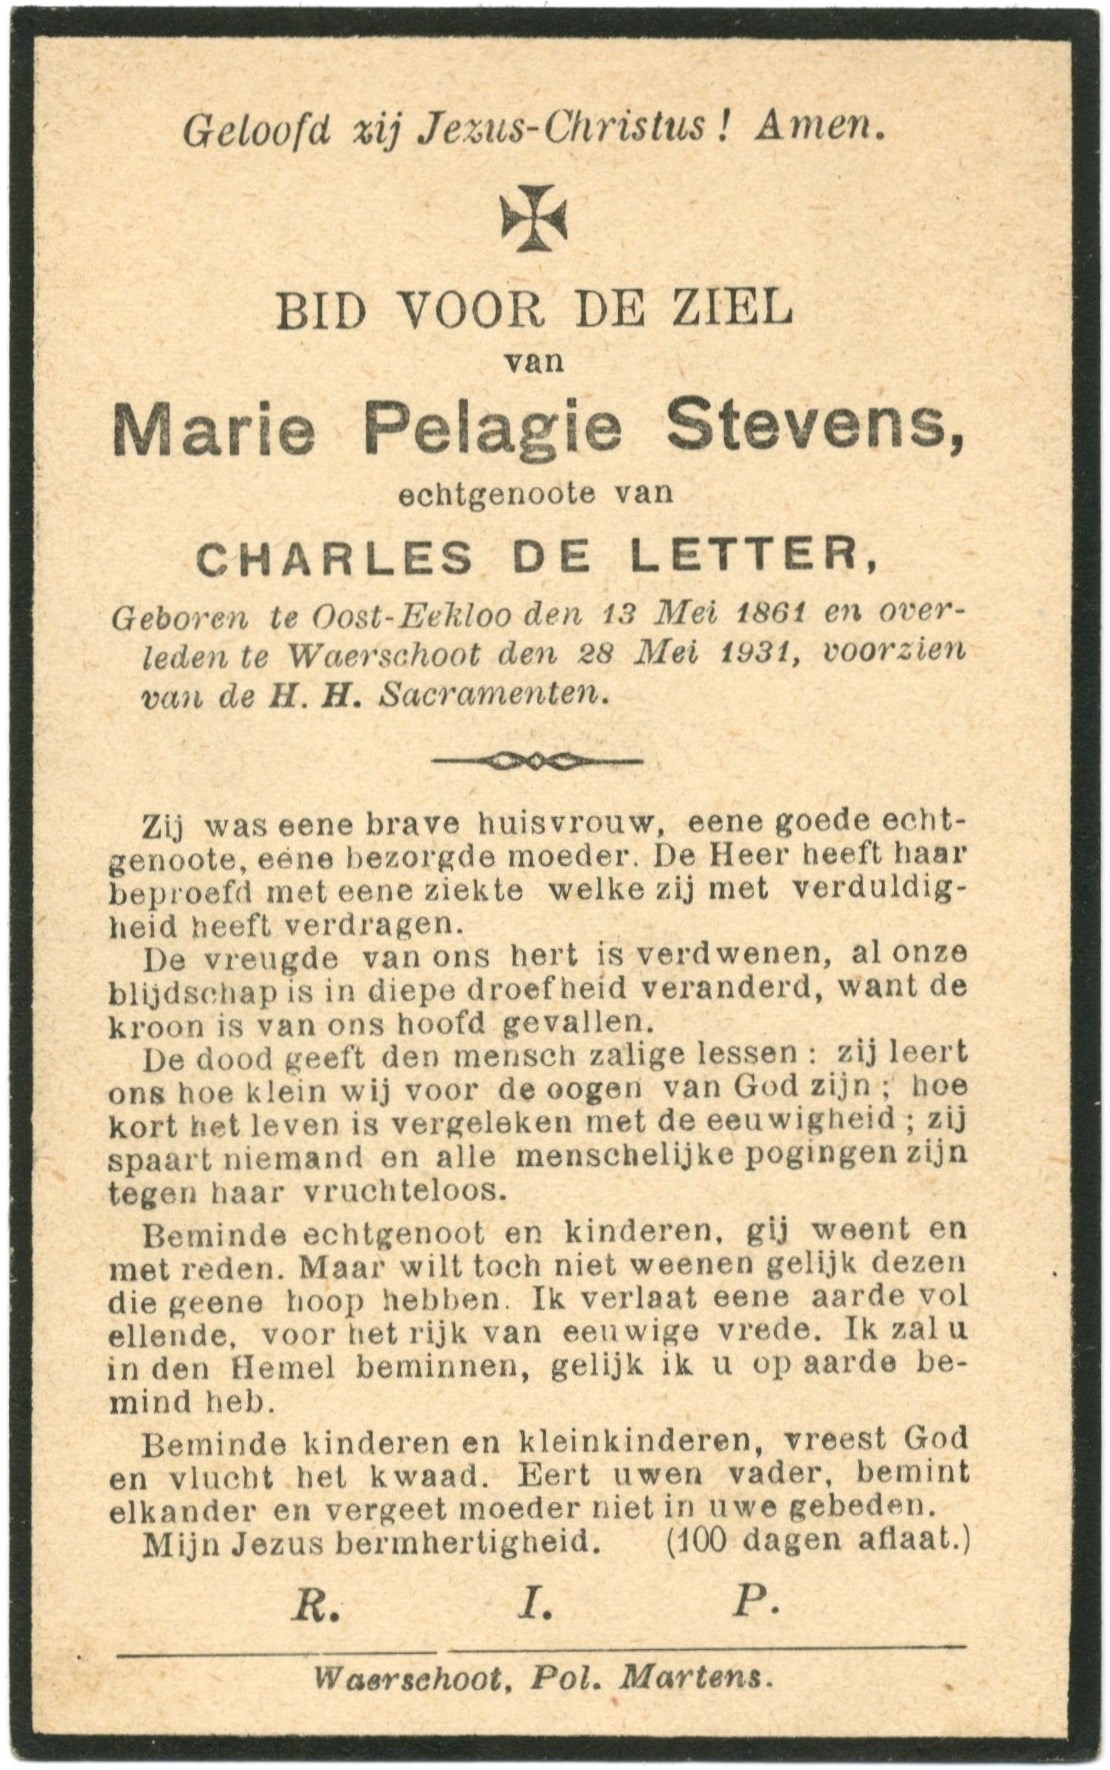 Geloofd zij Jezus-Christus! Amen.
BID VOOR DE ZIEL
van
Marie Pelagie Stevens,
echtgenoote van
CHARLES DE LETTER,
Geboren te Oost-Eekloo den 13 Mei 1861 en over-
leden te Waerschoot den 28 Mei 1931, voorzien
van de H. H. Sacramenten.
Zij was eene brave huisvrouw, eene goede echt-
genoote, eene bezorgde moeder. De Heer heeft haar
beproefd met eene ziekte welke zij met verduldig-
heid heeft verdragen.
De vreugde van ons hert is verdwenen, al onze
blijdschap is in diepe droefheid veranderd, want de
kroon is van ons hoofd gevallen.
De dood geeft den mensch zalige lessen : zij leert
ons hoe klein wij voor de oogen van God zijn ; hoe
kort het leven is vergeleken met de eeuwigheid ; zij
spaart niemand en alle menschelijke pogingen zijn
tegen haar vruchteloos.
Beminde echtgenoot en kinderen, gij weent en
met reden. Maar wilt toch niet weenen gelijk dezen
die geene hoop hebben. Ik verlaat eene aarde vol
ellende, voor het rijk van eeuwige vrede. Ik zal u
in den Hemel beminnen, gelijk ik u op aarde be-
mind heb.
Beminde kinderen en kleinkinderen, vreest God
en vlucht het kwaad. Eert uwen vader, bemint
elkander en vergeet moeder niet in uwe gebeden.
Mijn Jezus bermhertigheid. (100 dagen aflaat.)
R. I. P.
Waerschoot, Pol. Martens.